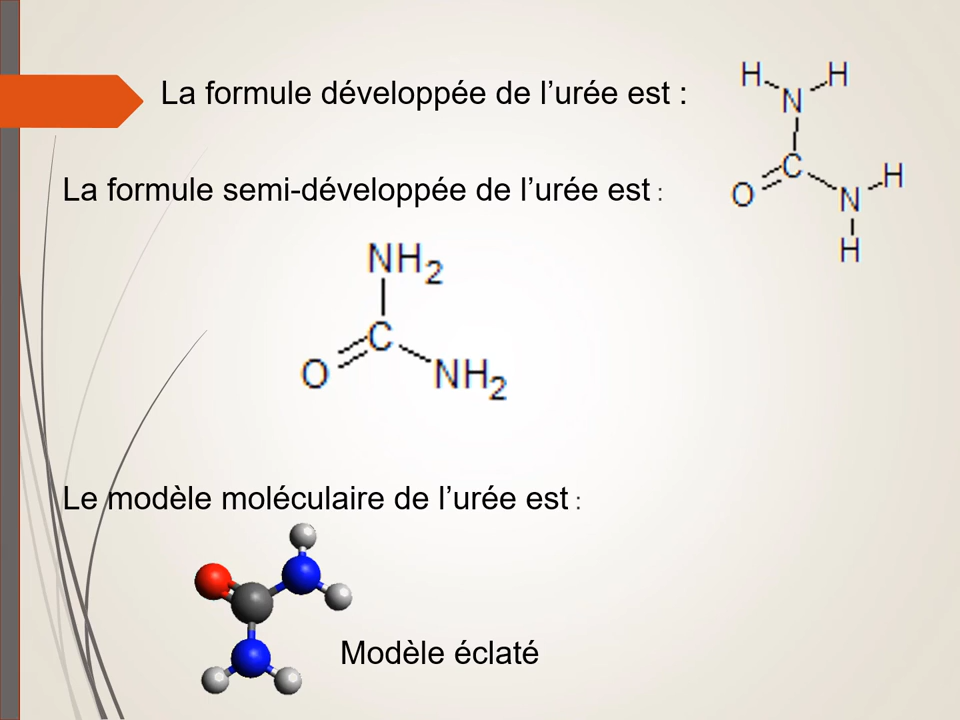 La formule développée de l’urée est :
H H
N
C
O N H
H
La formule semi-développée de l’urée est :
NH2
C
O NH2
Le modèle moléculaire de l’urée est :
Modèle éclaté